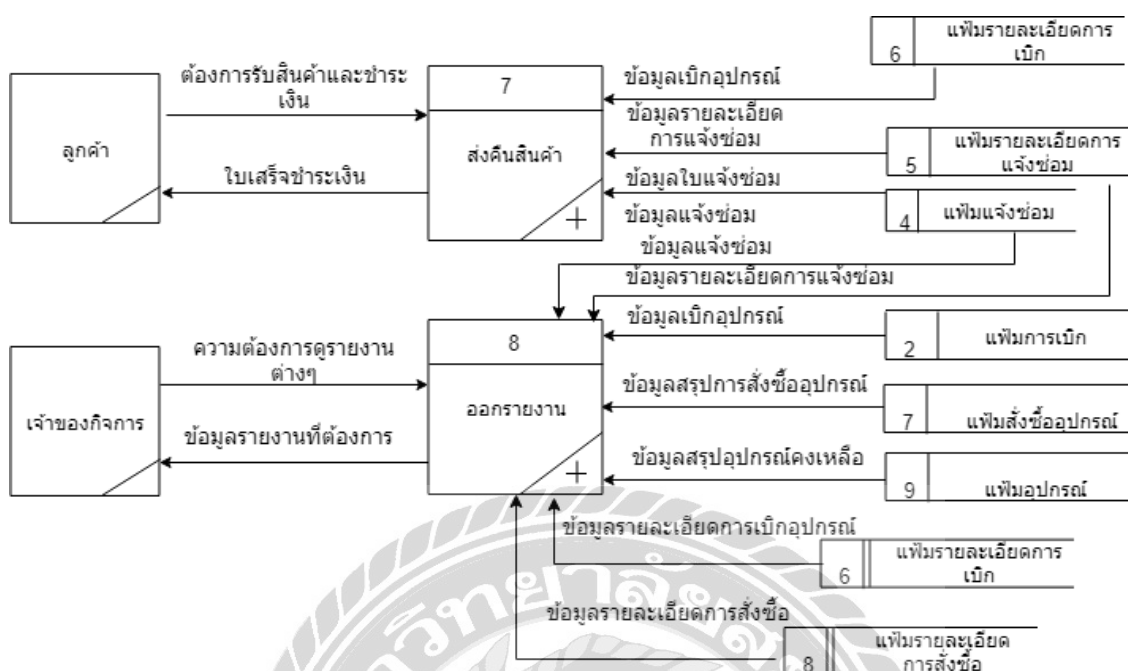 6
แฟ้มรายละเอียดการ
เบิก
ต้องการรับสินค้าและชำระ
เงิน
7
ข้อมูลเบิกอุปกรณ์
ข้อมูลรายละเอียด
การแจ้งซ่อม
ลูกค้า
ส่งคืนสินค้า
5
แฟ้มรายละเอียดการ
แจ้งซ่อม
ใบเสร็จชำระเงิน
ข้อมูลใบแจ้งซ่อม
4
แฟ้มแจ้งซ่อม
ข้อมูลแจ้งซ่อม
ข้อมูลแจ้งซ่อม
ข้อมูลรายละเอียดการแจ้งซ่อม
ข้อมูลเบิกอุปกรณ์
2
แฟ้มการเบิก
8
ความต้องการดูรายงาน
ต่างๆ
ข้อมูลสรุปการสั่งซื้ออุปกรณ์
7
แฟ้มสั่งซื้ออุปกรณ์
เจ้าของกิจการ
ออกรายงาน
ข้อมูลรายงานที่ต้องการ
ข้อมูลสรุปอุปกรณ์คงเหลือ
9
แฟ้มอุปกรณ์
ข้อมูลรายละเอียดการเบิกอุปกรณ์
6
แฟ้มรายละเอียดการ
เบิก
ข้อมูลรายละเอียดการสั่งซื้อ
8
แฟ้มรายละเอียด
การสั่งซื้อ